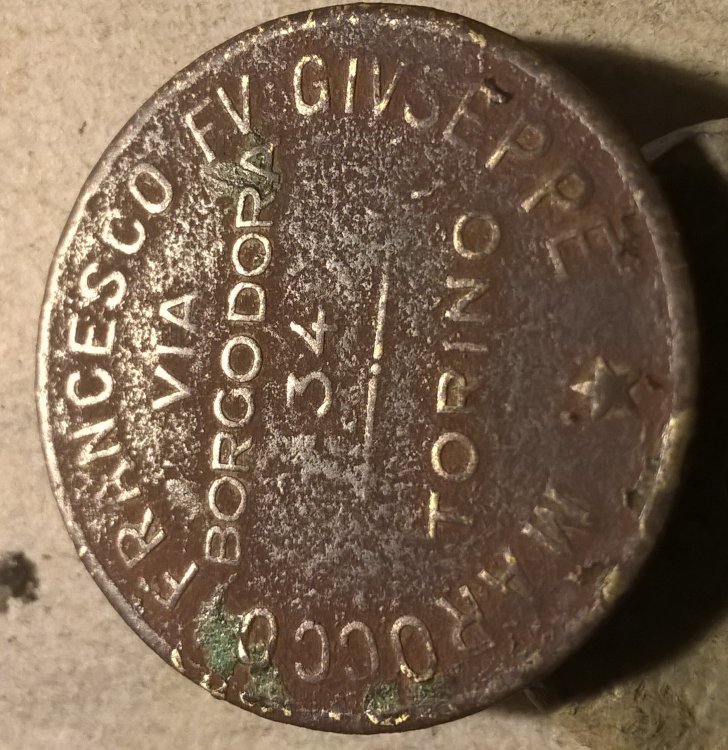 MAROCCO FRANCESCO FV GIVSEPPE
VIA
BORGO DORA
34
TORINO